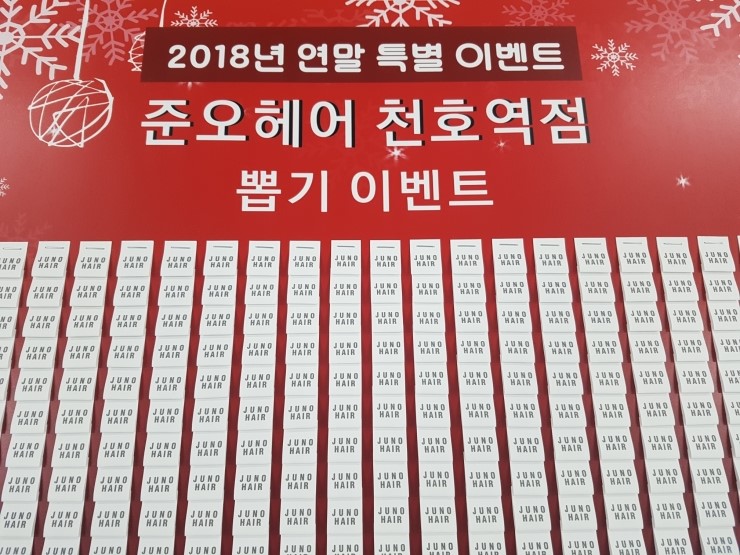 2018년 연말 특별 이벤트
준오헤어 천호역점
뽑기 이벤트
JUNO
HAIR